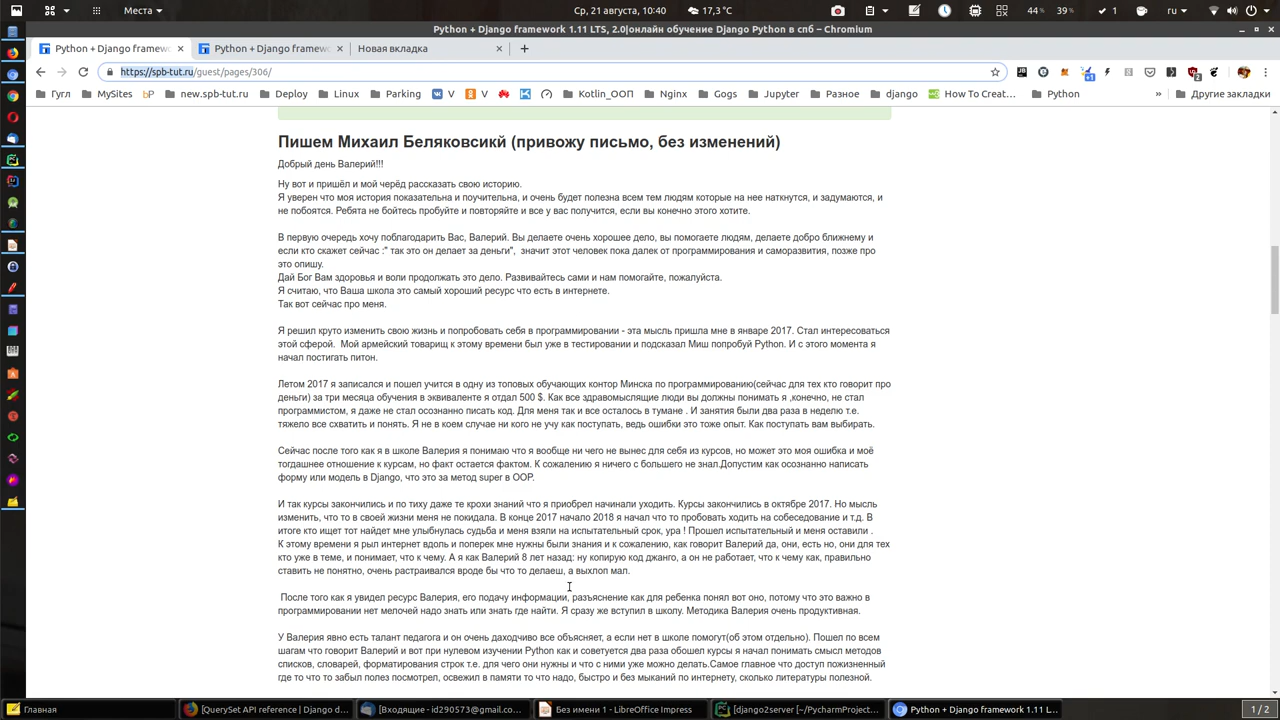 Места
Ср, 21 августа, 10:40
17,3°C
44%
39%
1
ru
Python + Django framework 1.11 LTS, 2.0|онлайн обучение Django Python в спб – Chromium
Python + Django framewo
Python + Django framewo
Новая вкладка
https://spb-tut.ru/guest/pages/306/
Гугл
MySites
bP
new.spb-tut.ru
Deploy
Linux
Parking
V
V
Kotlin_ООП
Nginx
Gogs
Jupyter
Разное
django
How To Creat…
Python
»
Другие закладки
Пишем Михаил Беляковсикй (привожу письмо, без изменений)
Добрый день Валерий!!!
Ну вот и пришёл и мой черёд рассказать свою историю.
Я уверен что моя история показательна и поучительна, и очень будет полезна всем тем людям которые на нее наткнутся, и задумаются, и
не побоятся. Ребята не бойтесь пробуйте и повторяйте и все у вас получится, если вы конечно этого хотите.
В первую очередь хочу поблагодарить Вас, Валерий. Вы делаете очень хорошее дело, вы помогаете людям, делаете добро ближнему и
если кто скажет сейчас :" так это он делает за деньги", значит этот человек пока далек от программирования и саморазвития, позже про
это опишу.
Дай Бог Вам здоровья и воли продолжать это дело. Развивайтесь сами и нам помогайте, пожалуйста.
Я считаю, что Ваша школа это самый хороший ресурс что есть в интернете.
Так вот сейчас про меня.
Я решил круто изменить свою жизнь и попробовать себя в программировании - эта мысль пришла мне в январе 2017. Стал интересоваться
этой сферой. Мой армейский товарищ к этому времени был уже в тестировании и подсказал Миш попробуй Python. И с этого момента я
начал постигать питон.
Летом 2017 я записался и пошел учится в одну из топовых обучающих контор Минска по программированию(сейчас для тех кто говорит про
деньги) за три месяца обучения в эквиваленте я отдал 500 $. Как все здравомыслящие люди вы должны понимать я ,конечно, не стал
программистом, я даже не стал осознанно писать код. Для меня так и все осталось в тумане . И занятия были два раза в неделю т.е.
тяжело все схватить и понять. Я не в коем случае ни кого не учу как поступать, ведь ошибки это тоже опыт. Как поступать вам выбирать.
Сейчас после того как я в школе Валерия я понимаю что я вообще ни чего не вынес для себя из курсов, но может это моя ошибка и моё
тогдашнее отношение к курсам, но факт остается фактом. К сожалению я ничего с большего не знал.Допустим как осознанно написать
форму или модель в Django, что это за метод super в OOP.
И так курсы закончились и по тиху даже те крохи знаний что я приобрел начинали уходить. Курсы закончились в октябре 2017. Но мысль
изменить, что то в своей жизни меня не покидала. В конце 2017 начало 2018 я начал что то пробовать ходить на собеседование и т.д. В
итоге кто ищет тот найдет мне улыбнулась судьба и меня взяли на испытательный срок, ура ! Прошел испытательный и меня оставили .
К этому времени я рыл интернет вдоль и поперек мне нужны были знания и к сожалению, как говорит Валерий да, они, есть но, они для тех
кто уже в теме, и понимает, что к чему. А я как Валерий 8 лет назад: ну копирую код джанго, а он не работает, что к чему как, правильно
ставить не понятно, очень растраивался вроде бы что то делаеш, а выхлоп мал.
После того как я увидел ресурс Валерия, его подачу информации, разъяснение как для ребенка понял вот оно, потому что это важно в
программировании нет мелочей надо знать или знать где найти. Я сразу же вступил в школу. Методика Валерия очень продуктивная.
У Валерия явно есть талант педагога и он очень даходчиво все объясняет, а если нет в школе помогут(об этом отдельно). Пошел по всем
шагам что говорит Валерий и вот при нулевом изучении Python как и советуется два раза обошел курсы я начал понимать смысл методов
списков, словарей, форматирования строк т.е. для чего они нужны и что с ними уже можно делать.Самое главное что доступ пожизненный
где то что то забыл полез посмотрел, освежил в памяти то что надо, быстро и без мыканий по интернету, сколько литературы полезной.
Главная
[QuerySet API reference | Django d…
[Входящие - id290573@gmail.co…
Без имени 1 - LibreOffice Impress
[django2server [~/PycharmProject…
Python + Django framework 1.11 L…
1 / 2